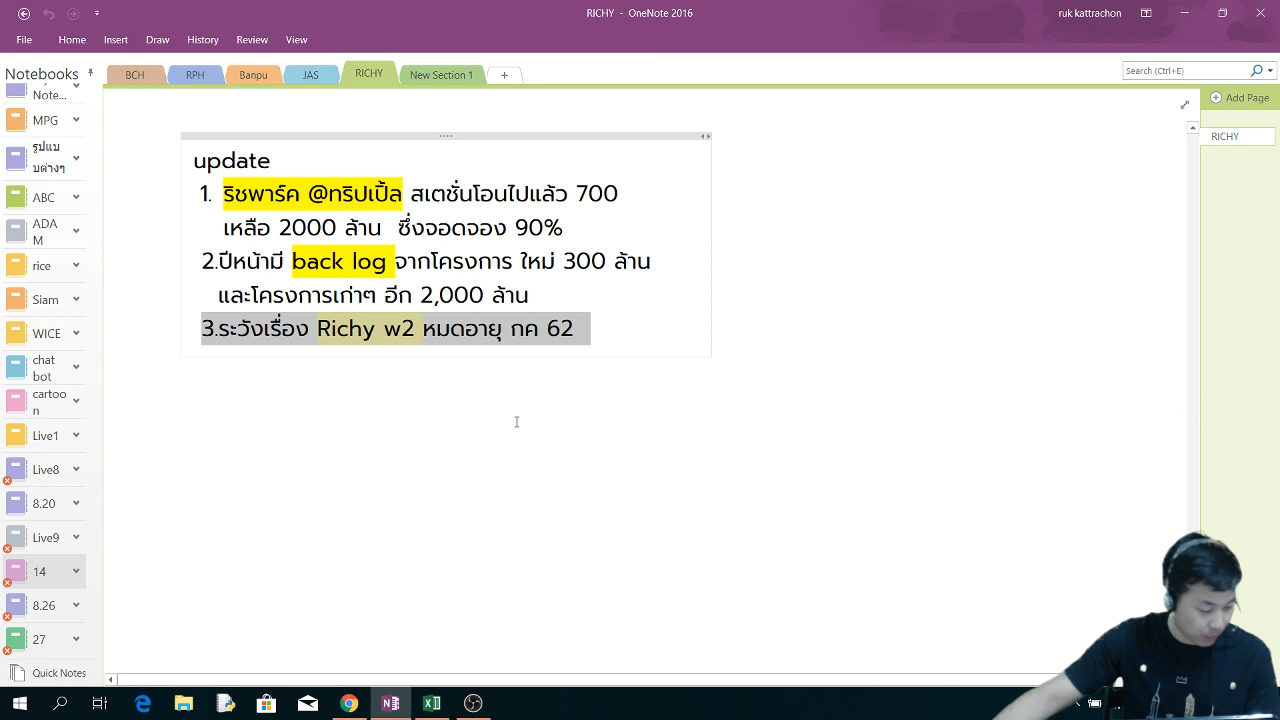 RICHY - OneNote 2016
ruk kattrachon
File Home Insert Draw History Review View
Notebooks
BCH RPH Banpu JAS RICHY New Section 1
Search (Ctrl+E)
Add Page
RICHY
Note...
MPG
รูปแบ
บต่างๆ
ABC
ADA
M
rice
Siam
WICE
chat
bot
cartoo
n
Live1
Live8
8.20
Live9
14
8.26
27
Quick Notes
update
1. ริชพาร์ค @ทริปเปิ้ล สเตชั่นโอนไปแล้ว 700
เหลือ 2000 ล้าน ซึ่งจอดจอง 90%
2.ปีหน้ามี back log จากโครงการ ใหม่ 300 ล้าน
และโครงการเก่าๆ อีก 2,000 ล้าน
3.ระวังเรื่อง Richy w2 หมดอายุ กค 62